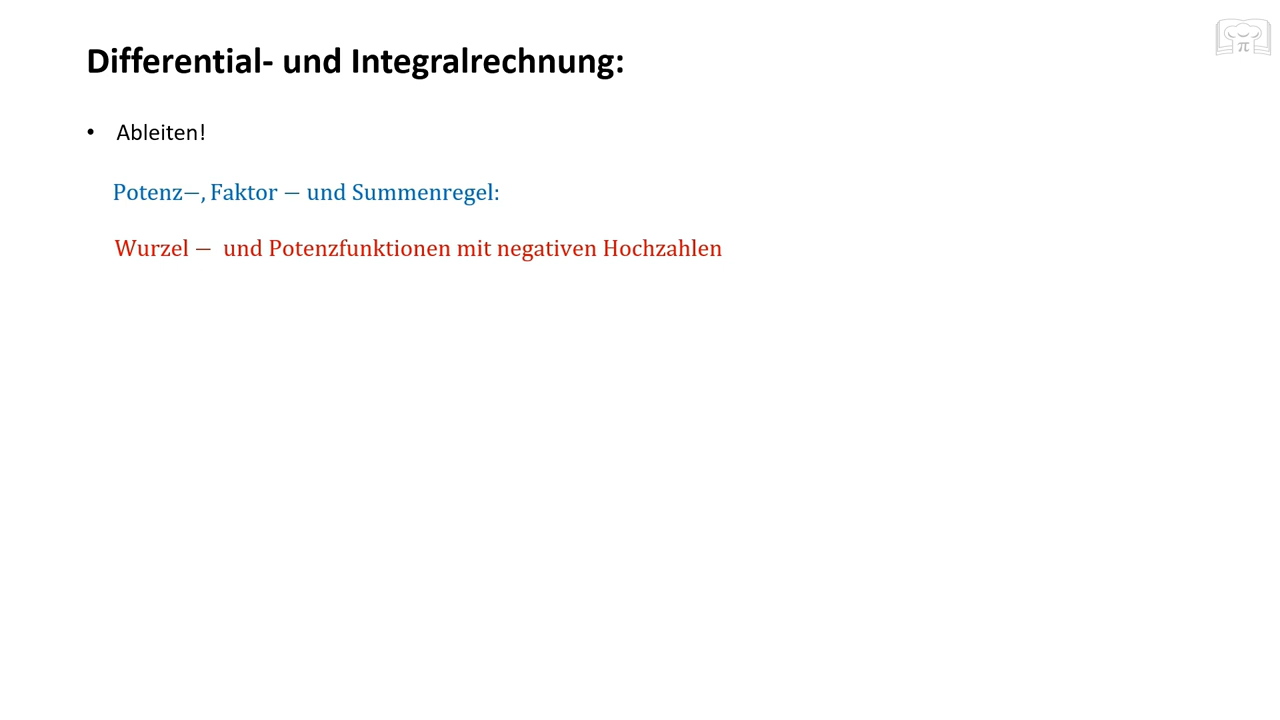 Differential- und Integralrechnung:
• Ableiten!
Potenz−, Faktor − und Summenregel:
Wurzel − und Potenzfunktionen mit negativen Hochzahlen
π